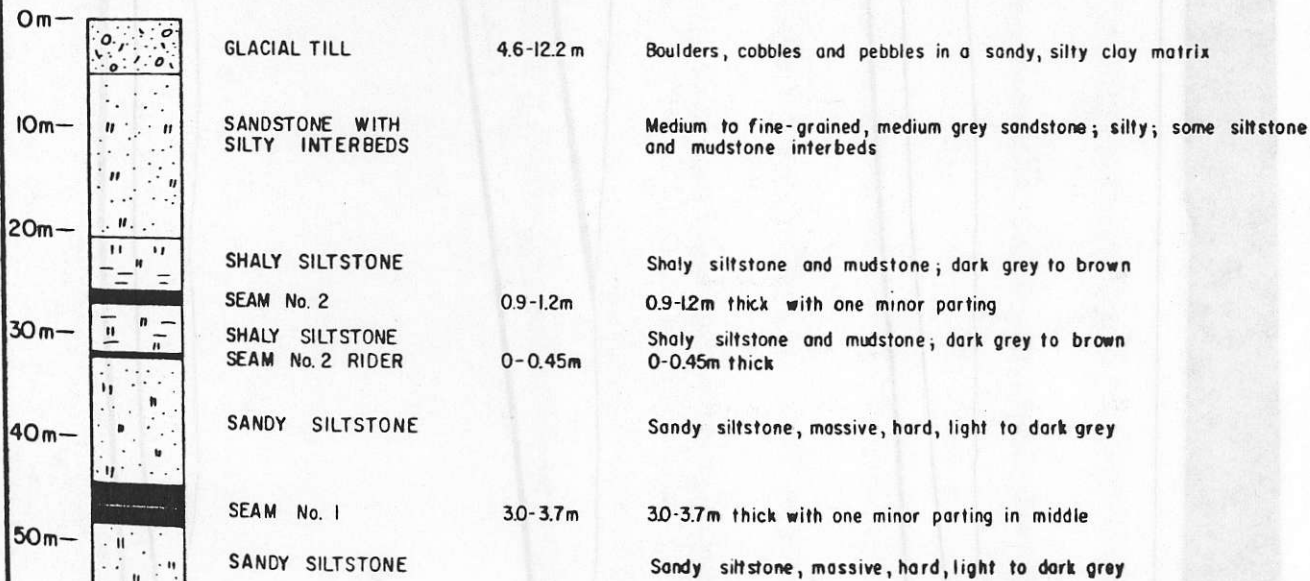 0m
GLACIAL TILL 4.6-12.2 m Boulders, cobbles and pebbles in a sandy, silty clay matrix
10m
SANDSTONE WITH Medium to fine-grained, medium grey sandstone; silty; some siltstone
SILTY INTERBEDS and mudstone interbeds
20m
SHALY SILTSTONE Shaly siltstone and mudstone; dark grey to brown
SEAM No. 2 0.9-1.2m 0.9-1.2m thick with one minor parting
30m
SHALY SILTSTONE Shaly siltstone and mudstone; dark grey to brown
SEAM No. 2 RIDER 0-0.45m 0-0.45m thick
40m
SANDY SILTSTONE Sandy siltstone, massive, hard, light to dark grey
SEAM No. 1 3.0-3.7m 3.0-3.7m thick with one minor parting in middle
50m
SANDY SILTSTONE Sandy siltstone, massive, hard, light to dark grey